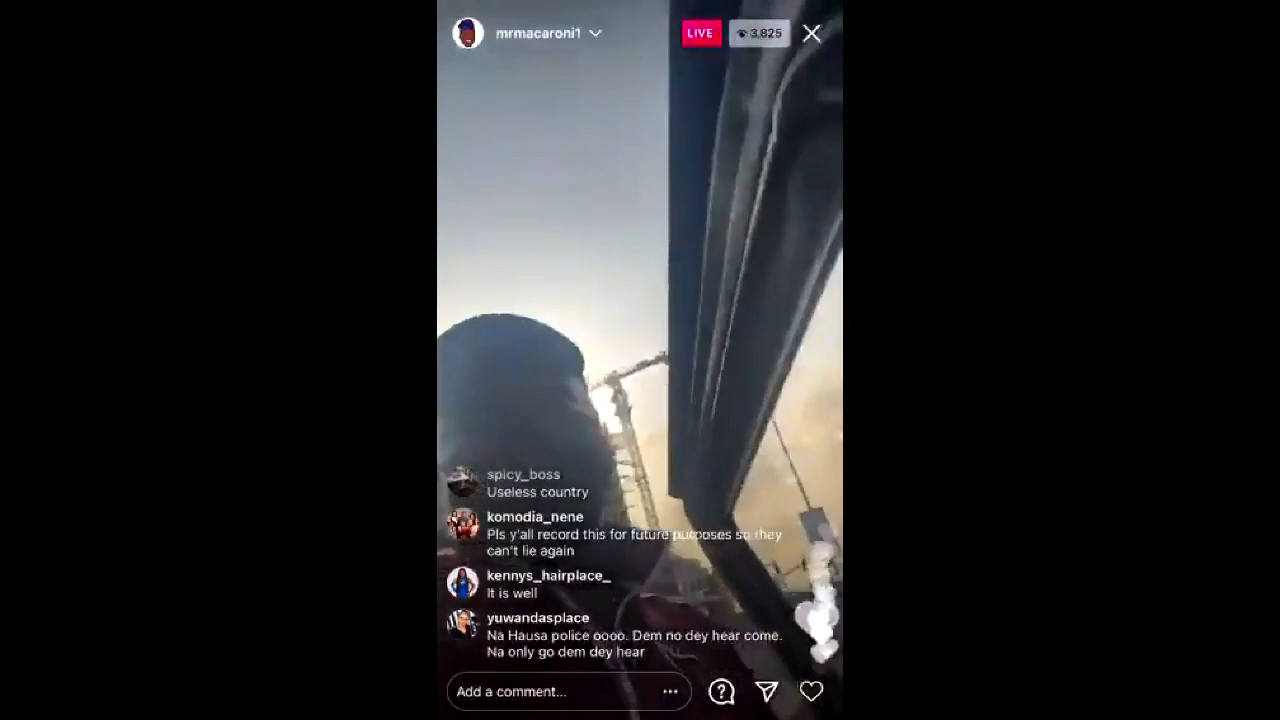 mrmacaroni1
LIVE
3,825
spicy_boss
Useless country
komodia_nene
Pls y'all record this for future purposes so they
can't lie again
kennys_hairplace_
It is well
yuwandasplace
Na Hausa police oooo. Dem no dey hear come.
Na only go dem dey hear
Add a comment...